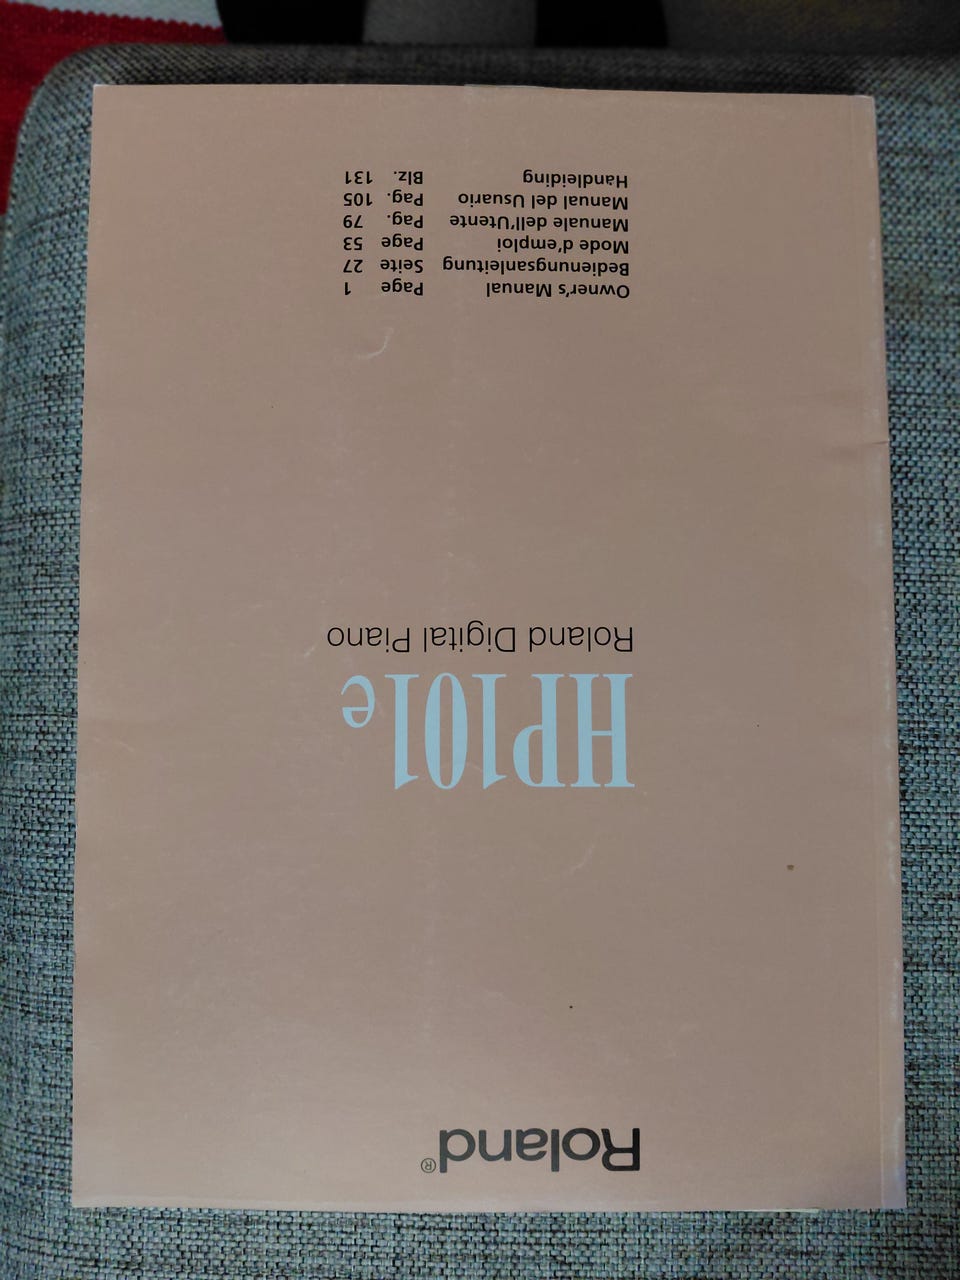 Roland®
HP101e
Roland Digital Piano
Owner's Manual Page 1
Bedienungsanleitung Seite 27
Mode d'emploi Page 53
Manuale dell'Utente Pag. 79
Manual del Usuario Pag. 105
Handleiding Blz. 131